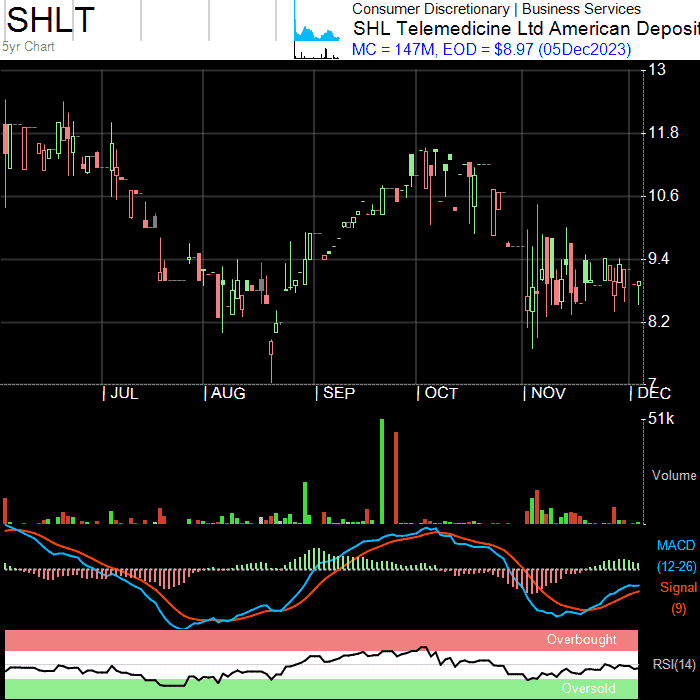 SHLT
5yr Chart
Consumer Discretionary | Business Services
SHL Telemedicine Ltd American Deposit
MC = 147M, EOD = $8.97 (05Dec2023)
13
11.8
10.6
9.4
8.2
7
| JUL | AUG | SEP | OCT | NOV | DEC
51k
Volume
MACD
(12-26)
Signal
(9)
Overbought
RSI(14)
Oversold